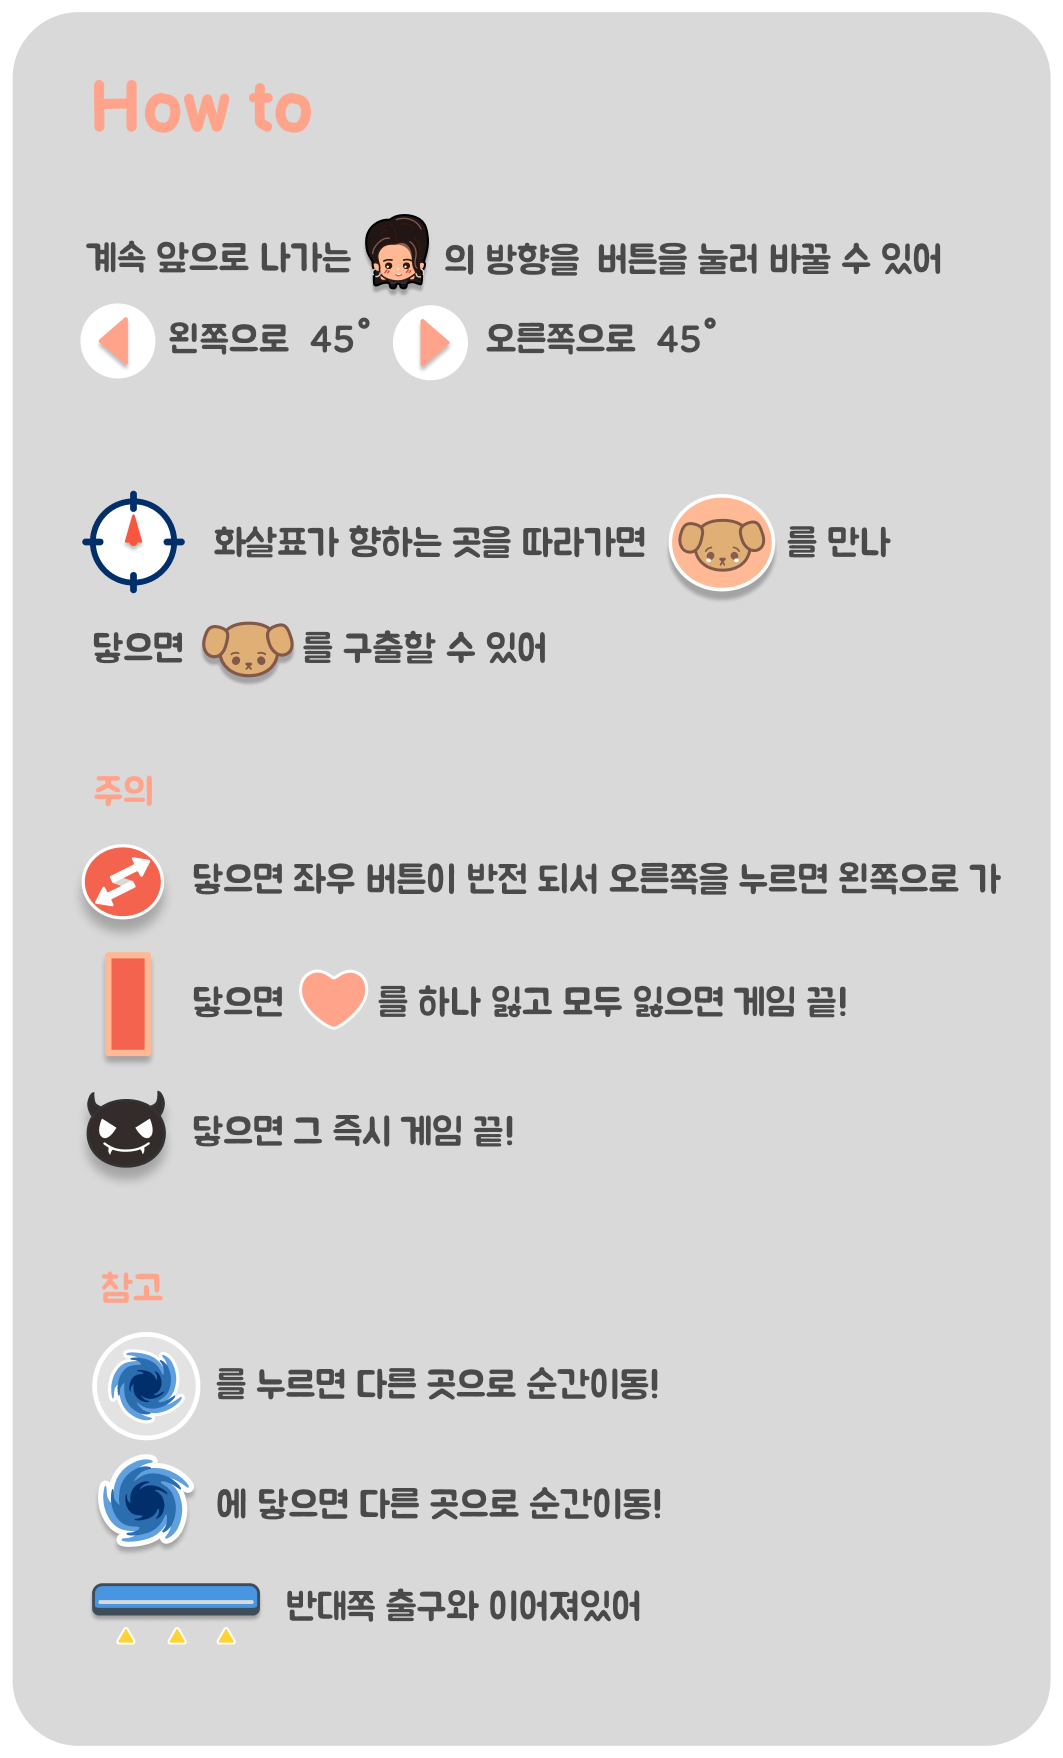 How to
계속 앞으로 나가는 의 방향을 버튼을 눌러 바꿀 수 있어
왼쪽으로 45° 오른쪽으로 45°
화살표가 향하는 곳을 따라가면 를 만나
닿으면 를 구출할 수 있어
주의
닿으면 좌우 버튼이 반전 되서 오른쪽을 누르면 왼쪽으로 가
닿으면 를 하나 잃고 모두 잃으면 게임 끝!
닿으면 그 즉시 게임 끝!
참고
를 누르면 다른 곳으로 순간이동!
에 닿으면 다른 곳으로 순간이동!
반대쪽 출구와 이어져있어